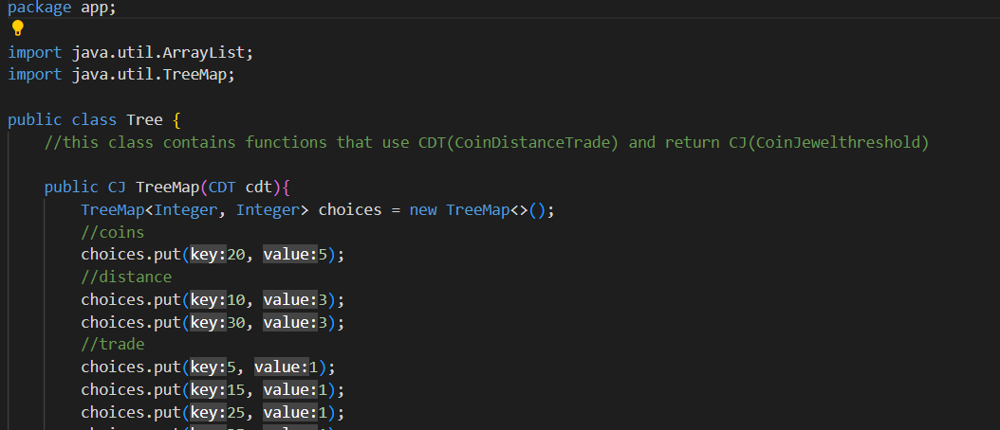 package app;
import java.util.ArrayList;
import java.util.TreeMap;
public class Tree {
//this class contains functions that use CDT(CoinDistanceTrade) and return CJ(CoinJewelthreshold)
public CJ TreeMap(CDT cdt){
TreeMap<Integer, Integer> choices = new TreeMap<>();
//coins
choices.put(key:20, value:5);
//distance
choices.put(key:10, value:3);
choices.put(key:30, value:3);
//trade
choices.put(key:5, value:1);
choices.put(key:15, value:1);
choices.put(key:25, value:1);